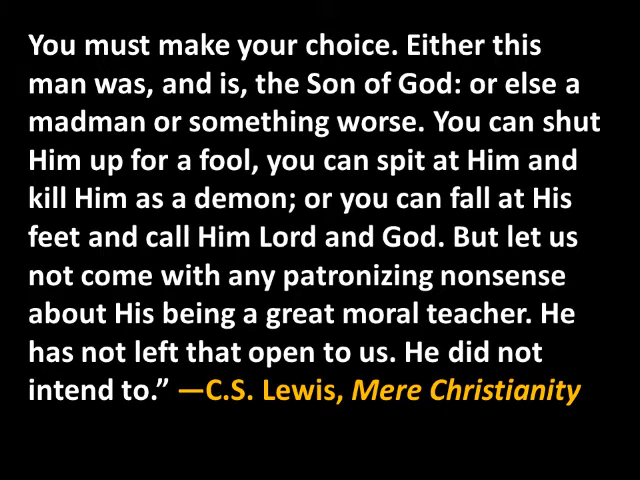 You must make your choice. Either this
man was, and is, the Son of God: or else a
madman or something worse. You can shut
Him up for a fool, you can spit at Him and
kill Him as a demon; or you can fall at His
feet and call Him Lord and God. But let us
not come with any patronizing nonsense
about His being a great moral teacher. He
has not left that open to us. He did not
intend to.” —C.S. Lewis, Mere Christianity